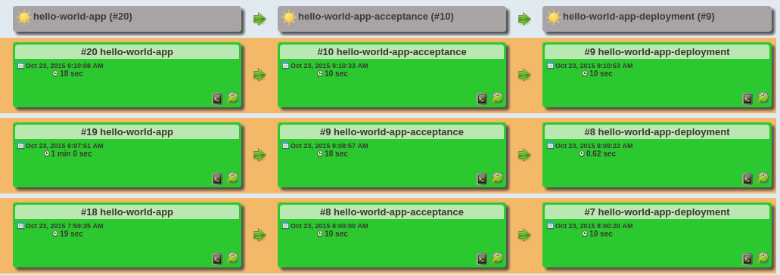 hello-world-app (#20)
hello-world-app-acceptance (#10)
hello-world-app-deployment (#9)
#20 hello-world-app
Oct 23, 2015 9:10:08 AM
18 sec
#10 hello-world-app-acceptance
Oct 23, 2015 9:10:33 AM
10 sec
#9 hello-world-app-deployment
Oct 23, 2015 9:10:53 AM
10 sec
#19 hello-world-app
Oct 23, 2015 9:07:51 AM
1 min 0 sec
#9 hello-world-app-acceptance
Oct 23, 2015 9:08:57 AM
18 sec
#8 hello-world-app-deployment
Oct 23, 2015 9:09:22 AM
0.62 sec
#18 hello-world-app
Oct 23, 2015 7:59:35 AM
19 sec
#8 hello-world-app-acceptance
Oct 23, 2015 8:00:00 AM
10 sec
#7 hello-world-app-deployment
Oct 23, 2015 8:00:20 AM
10 sec